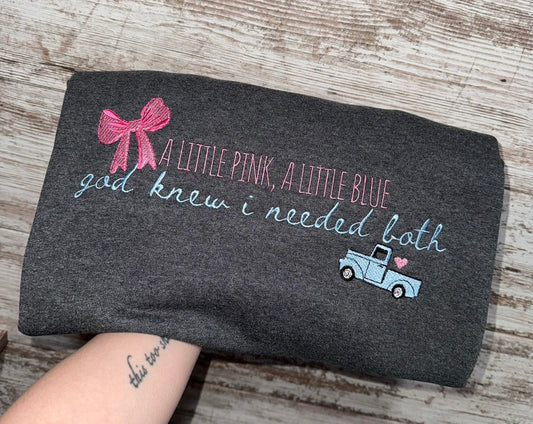 A LITTLE PINK, A LITTLE BLUE
god knew i needed both
this too